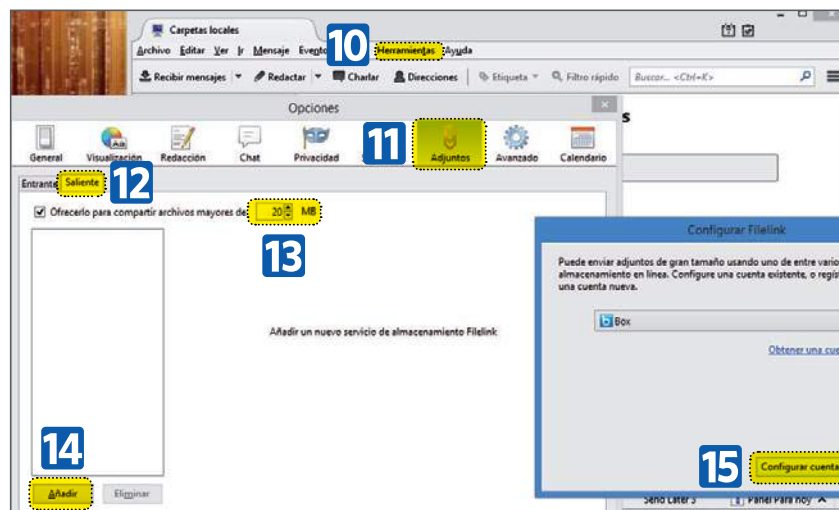 Carpetas locales
Archivo Editar Ver Ir Mensaje Evento 10 Herramientas Ayuda
Recibir mensajes Redactar Charlar Direcciones Etiqueta Filtro rápido Buscar... <Ctrl+K>
Opciones
s
General Visualización Redacción Chat Privacidad 11 Adjuntos Avanzado Calendario
Entrante Saliente 12
Ofrecerlo para compartir archivos mayores de 20 MB
13
Configurar Filelink
Puede enviar adjuntos de gran tamaño usando uno de entre vario
almacenamiento en línea. Configure una cuenta existente, o regís
una cuenta nueva.
Box
Añadir un nuevo servicio de almacenamiento Filelink
Obtener una cue
14
15 Configurar cuenta
Añadir Eliminar
Send Later 3 Panel Para hoy